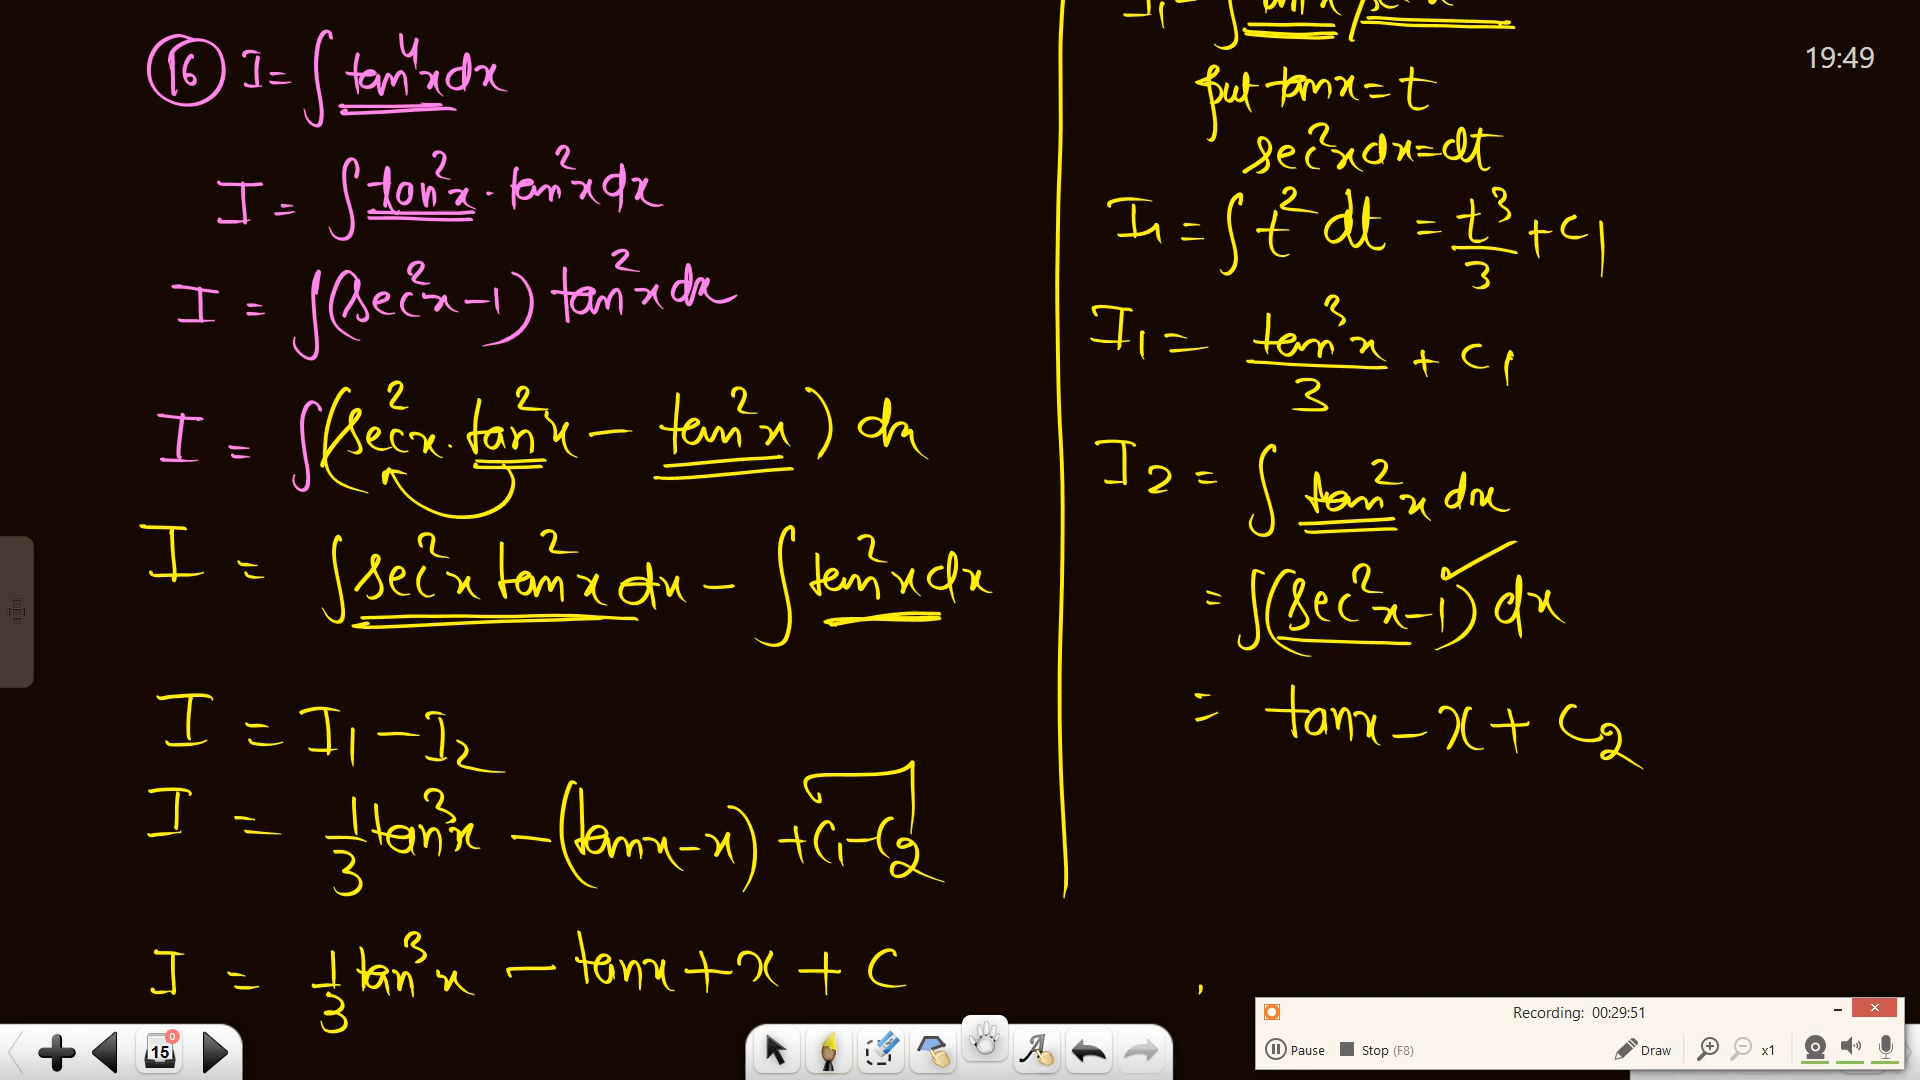 16 I = ∫ tan⁴x dx
I = ∫ tan²x · tan²x dx
I = ∫(sec²x-1) tan²x dx
I = ∫(sec²x · tan²x - tan²x) dx
I = ∫ sec²x tan²x dx - ∫ tan²x dx
I = I₁ - I₂
I = 1/3 tan³x - (tanx-x) + C₁-C₂
I = 1/3 tan³x - tanx + x + C
put tanx = t
sec²x dx = dt
I₁ = ∫ t² dt = t³/3 + C₁
I₁ = tan³x/3 + C₁
I₂ = ∫ tan²x dx
= ∫(sec²x-1) dx
= tanx - x + C₂
19:49
15
0
Recording: 00:29:51
Pause Stop (F8) Draw x1